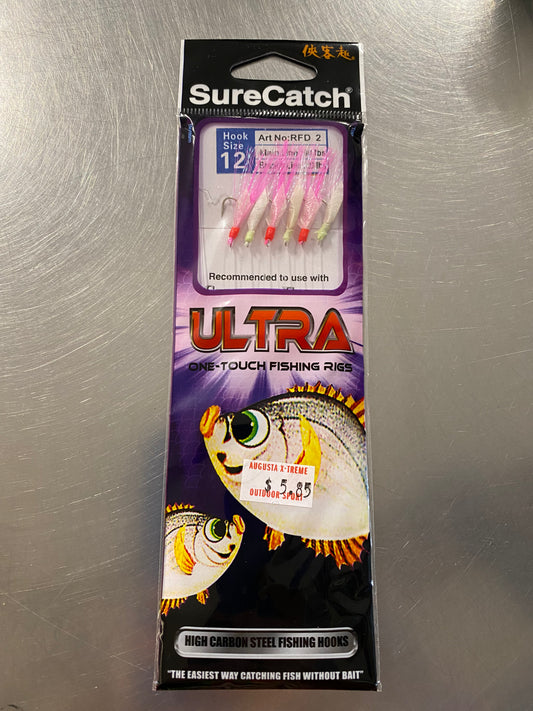 俠客趣
SureCatch®
Hook Size 12
Art No:RFD 2
Recommended to use with
ULTRA
ONE-TOUCH FISHING RIGS
AUGUSTA X-TREME
$ 5.85
OUTDOOR SPORT
HIGH CARBON STEEL FISHING HOOKS
"THE EASIEST WAY CATCHING FISH WITHOUT BAIT"